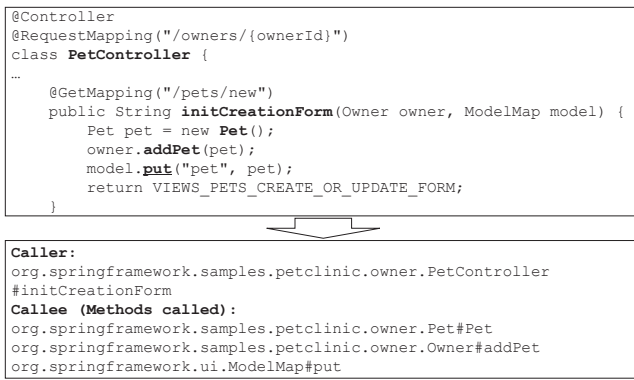 @Controller
@RequestMapping("/owners/{ownerId}")
class PetController {
…
    @GetMapping("/pets/new")
    public String initCreationForm(Owner owner, ModelMap model) {
        Pet pet = new Pet();
        owner.addPet(pet);
        model.put("pet", pet);
        return VIEWS_PETS_CREATE_OR_UPDATE_FORM;
    }
Caller:
org.springframework.samples.petclinic.owner.PetController
#initCreationForm
Callee (Methods called):
org.springframework.samples.petclinic.owner.Pet#Pet
org.springframework.samples.petclinic.owner.Owner#addPet
org.springframework.ui.ModelMap#put